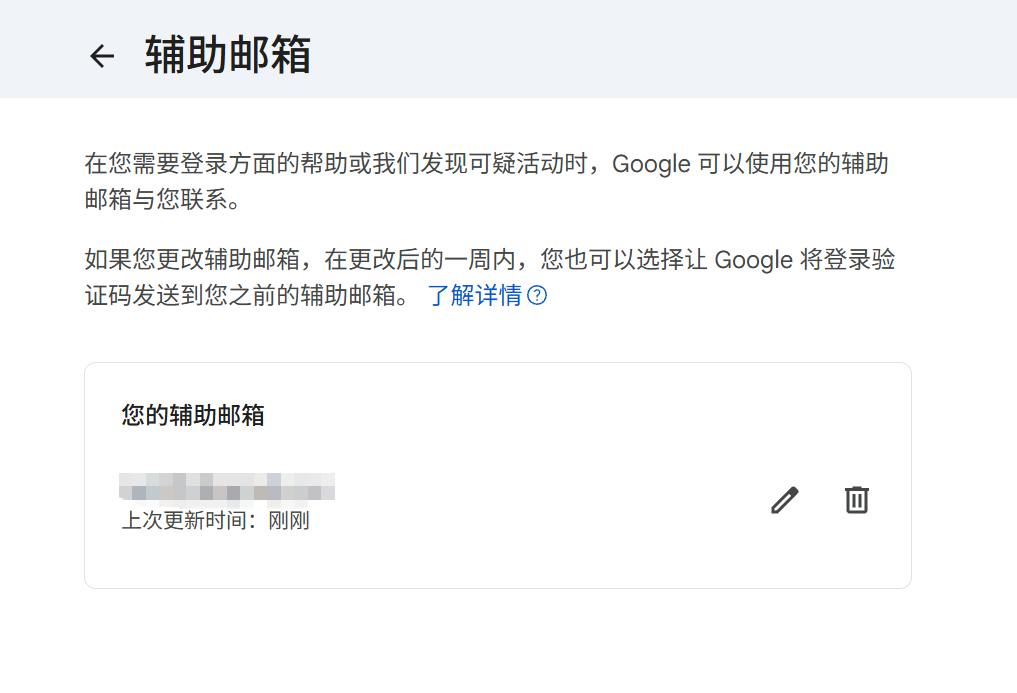 辅助邮箱
在您需要登录方面的帮助或我们发现可疑活动时，Google 可以使用您的辅助
邮箱与您联系。
如果您更改辅助邮箱，在更改后的一周内，您也可以选择让 Google 将登录验
证码发送到您之前的辅助邮箱。 了解详情
您的辅助邮箱
上次更新时间：刚刚